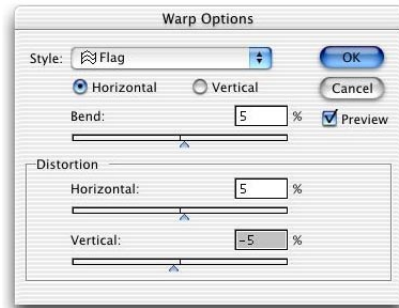 Warp Options
Style: Flag OK
Horizontal Vertical Cancel
Bend: 5 % Preview
Distortion
Horizontal: 5 %
Vertical: -5 %